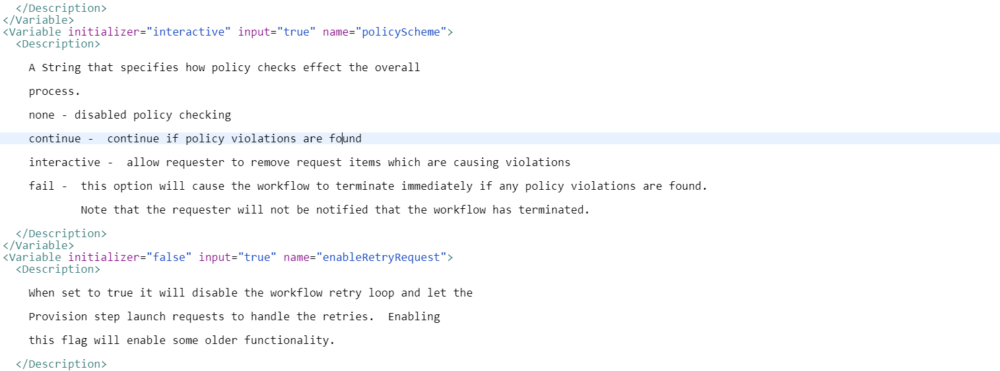 </Description>
</Variable>
<Variable initializer="interactive" input="true" name="policyScheme">
<Description>
A String that specifies how policy checks effect the overall
process.
none - disabled policy checking
continue -  continue if policy violations are found
interactive -  allow requester to remove request items which are causing violations
fail -  this option will cause the workflow to terminate immediately if any policy violations are found.
Note that the requester will not be notified that the workflow has terminated.
</Description>
</Variable>
<Variable initializer="false" input="true" name="enableRetryRequest">
<Description>
When set to true it will disable the workflow retry loop and let the
Provision step launch requests to handle the retries.  Enabling
this flag will enable some older functionality.
</Description>